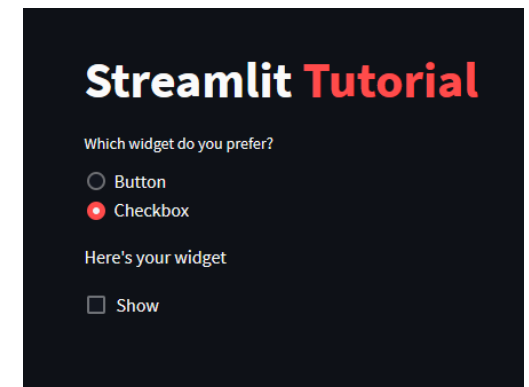 Streamlit Tutorial
Which widget do you prefer?
Button
Checkbox
Here's your widget
Show